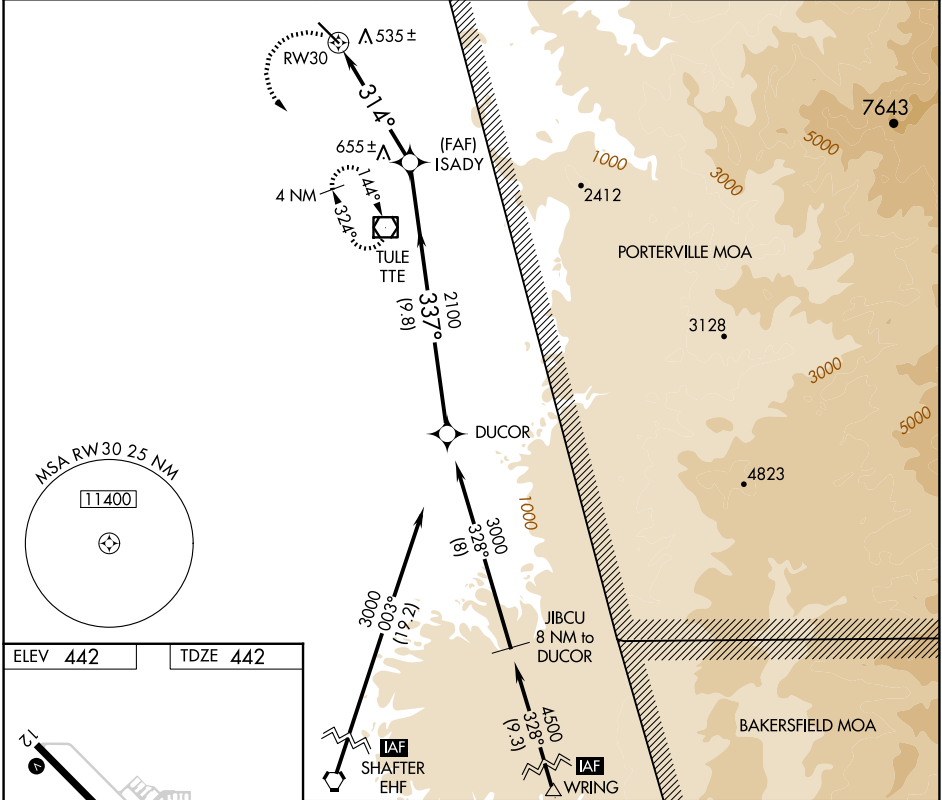 535±
RW30
314°
7643
(FAF)
ISADY
655±
5000
1000
3000
2412
4 NM
144°
324°
TULE
TTE
PORTERVILLE MOA
2100
337°
(9.8)
3128
3000
5000
DUCOR
MSA RW30 25 NM
11400
4823
1000
3000
328°
(8)
3000
003°
(19.2)
JIBCU
8 NM to
DUCOR
ELEV 442
TDZE 442
4500
328°
(9.3)
BAKERSFIELD MOA
12
V
IAF
SHAFTER
EHF
IAF
WRING